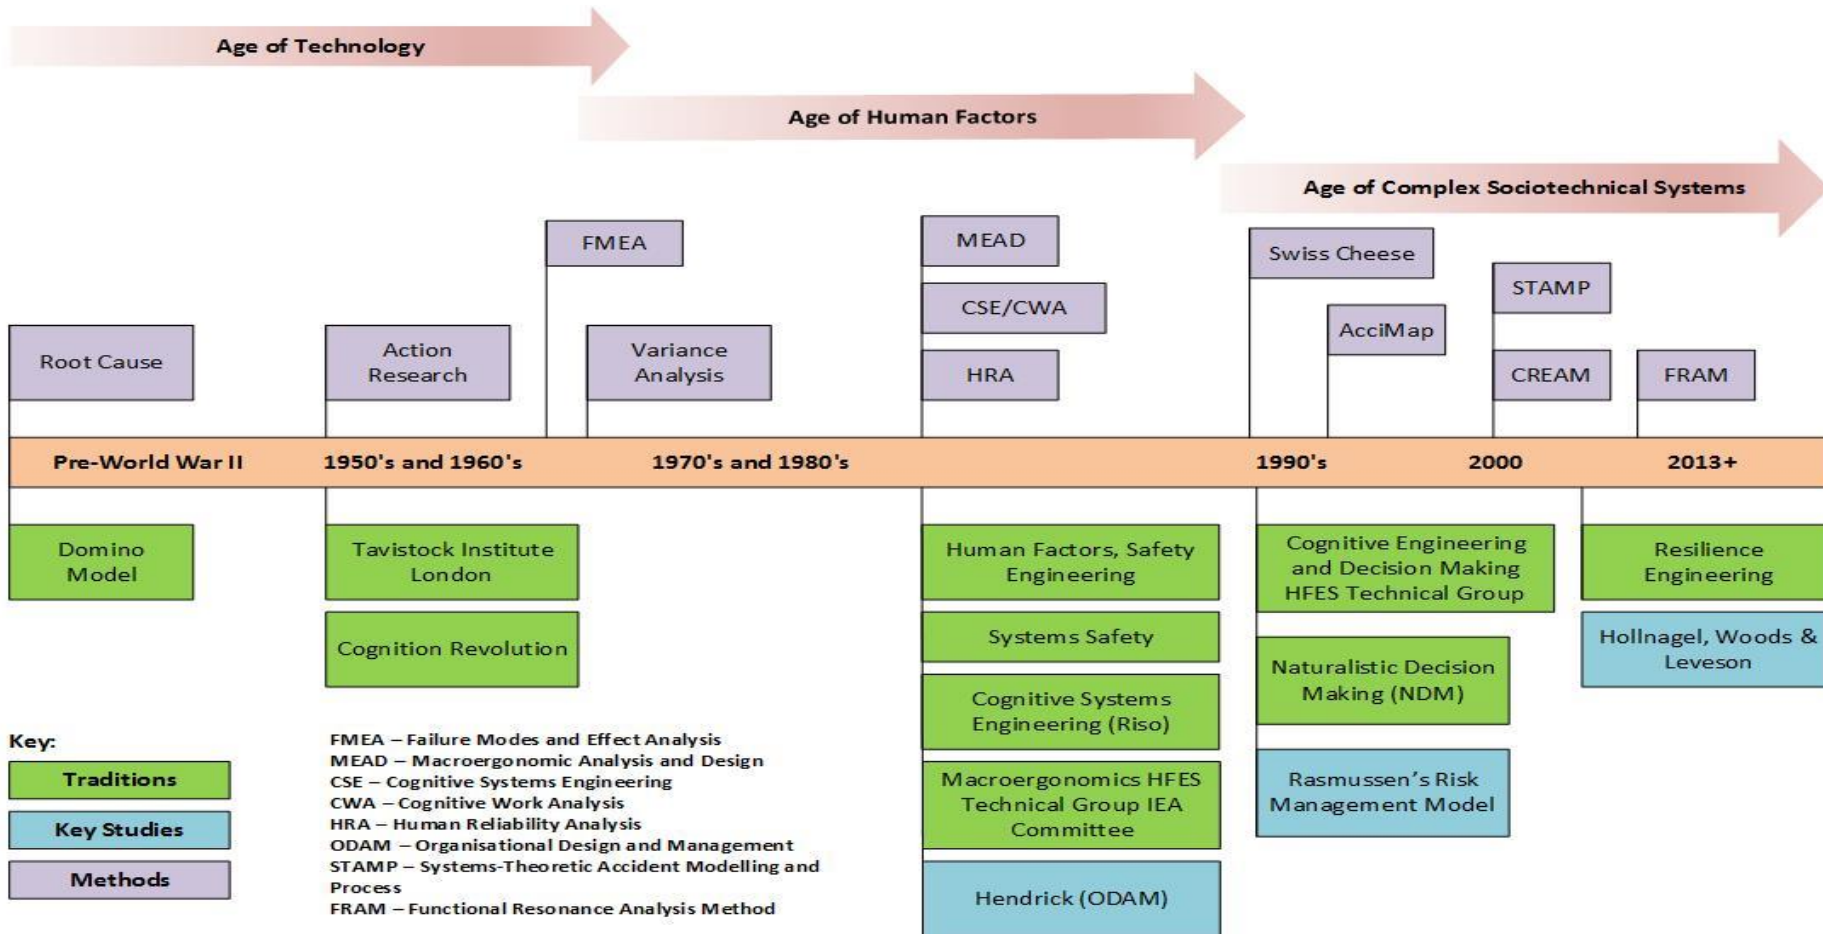 Age of Technology
Age of Human Factors
Age of Complex Sociotechnical Systems
FMEA
MEAD
Swiss Cheese
CSE/CWA
STAMP
AcciMap
Root Cause
Action
Research
Variance
Analysis
HRA
CREAM
FRAM
Pre-World War II
1950's and 1960's
1970's and 1980's
1990's
2000
2013+
Domino
Model
Tavistock Institute
London
Cognition Revolution
Human Factors, Safety
Engineering
Systems Safety
Cognitive Systems
Engineering (Riso)
Macroergonomics HFES
Technical Group IEA
Committee
Hendrick (ODAM)
Cognitive Engineering
and Decision Making
HFES Technical Group
Naturalistic Decision
Making (NDM)
Rasmussen’s Risk
Management Model
Resilience
Engineering
Hollnagel, Woods &
Leveson
Key:
Traditions
Key Studies
Methods
FMEA – Failure Modes and Effect Analysis
MEAD – Macroergonomic Analysis and Design
CSE – Cognitive Systems Engineering
CWA – Cognitive Work Analysis
HRA – Human Reliability Analysis
ODAM – Organisational Design and Management
STAMP – Systems-Theoretic Accident Modelling and
Process
FRAM – Functional Resonance Analysis Method